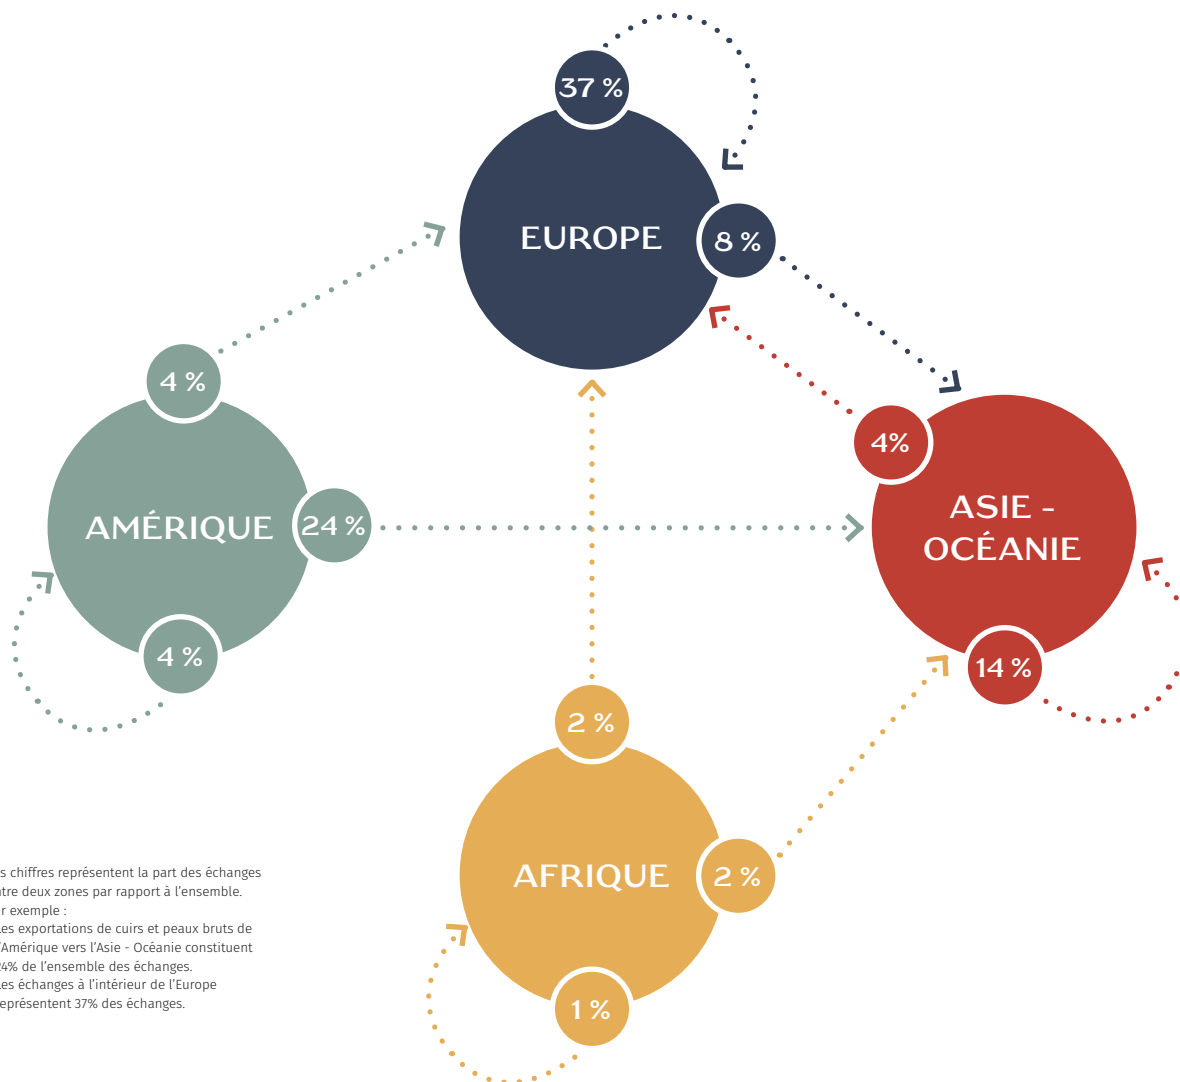 37 %
EUROPE
8 %
4 %
4%
AMÉRIQUE
24 %
ASIE -
OCÉANIE
4 %
14 %
2 %
AFRIQUE
2 %
1 %
s chiffres représentent la part des échanges
tre deux zones par rapport à l’ensemble.
r exemple :
es exportations de cuirs et peaux bruts de
’Amérique vers l’Asie - Océanie constituent
4% de l’ensemble des échanges.
es échanges à l’intérieur de l’Europe
eprésentent 37% des échanges.